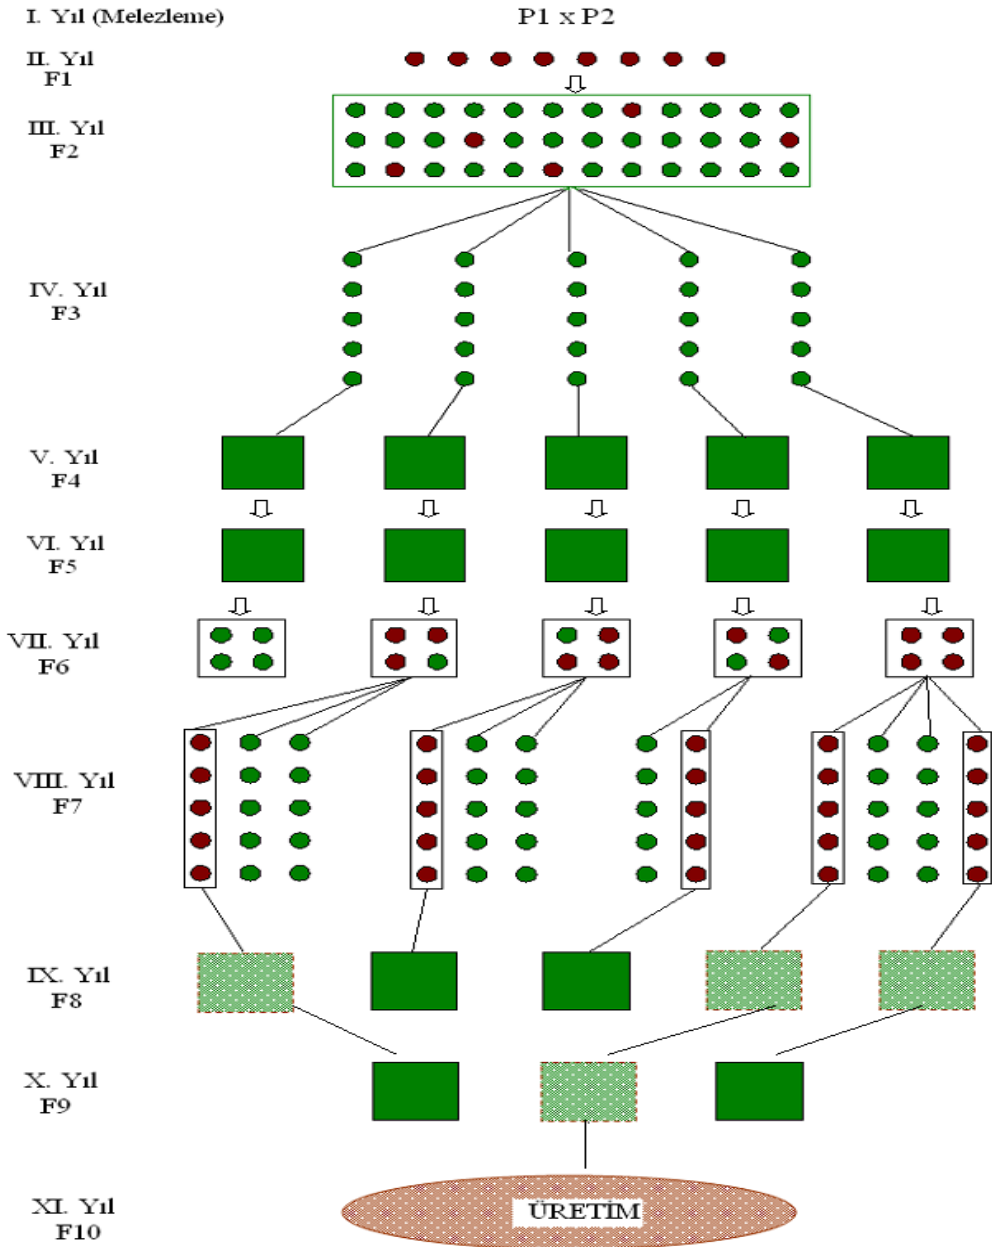 I. Yıl (Melezleme)
P1 x P2
II. Yıl
F1
III. Yıl
F2
IV. Yıl
F3
V. Yıl
F4
VI. Yıl
F5
VII. Yıl
F6
VIII. Yıl
F7
IX. Yıl
F8
X. Yıl
F9
XI. Yıl
F10
ÜRETİM